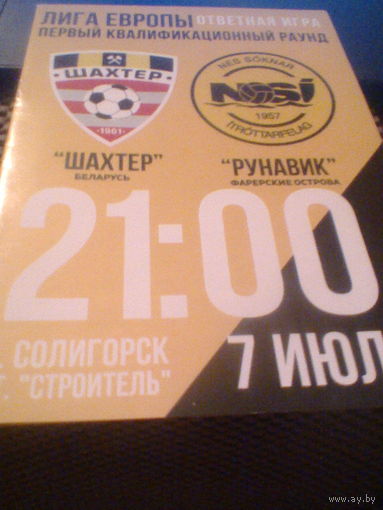 ЛИГА ЕВРОПЫ ОТВЕТНАЯ ИГРА
ПЕРВЫЙ КВАЛИФИКАЦИОННЫЙ РАУНД
ШАХТЕР
·1961·
NES SÓKNAR
NSÍ
1957
ÍTRÓTTARFELAG
"ШАХТЕР"
БЕЛАРУСЬ
"РУНАВИК"
ФАРЕРСКИЕ ОСТРОВА
21:00
. СОЛИГОРСК
Т. "СТРОИТЕЛЬ"
7 ИЮЛ
www.ay.by